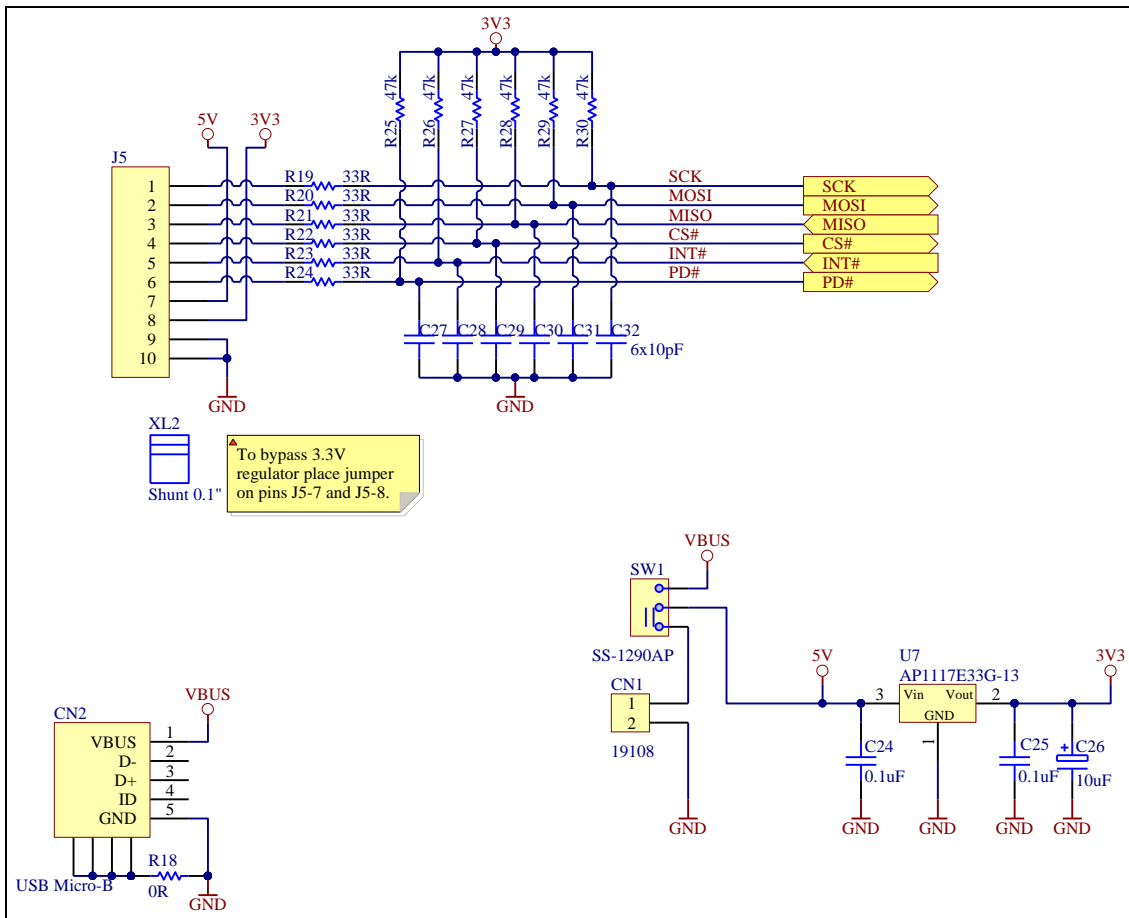 3V3
47k
47k
47k
47k
47k
47k
R25
R26
R27
R28
R29
R30
5V
3V3
J5
1
2
3
4
5
6
7
8
9
10
R19 33R
R20 33R
R21 33R
R22 33R
R23 33R
R24 33R
SCK
MOSI
MISO
CS#
INT#
PD#
SCK
MOSI
MISO
CS#
INT#
PD#
C27 C28 C29 C30 C31 C32
6x10pF
GND
GND
XL2
Shunt 0.1"
To bypass 3.3V
regulator place jumper
on pins J5-7 and J5-8.
VBUS
SW1
SS-1290AP
CN1
1
2
19108
GND
5V
U7
AP1117E33G-13
3V3
3 Vin Vout 2
GND
1
C24
0.1uF
C25
0.1uF
+
C26
10uF
GND
GND
GND
GND
VBUS
CN2
VBUS 1
D- 2
D+ 3
ID 4
GND 5
R18
0R
USB Micro-B
GND